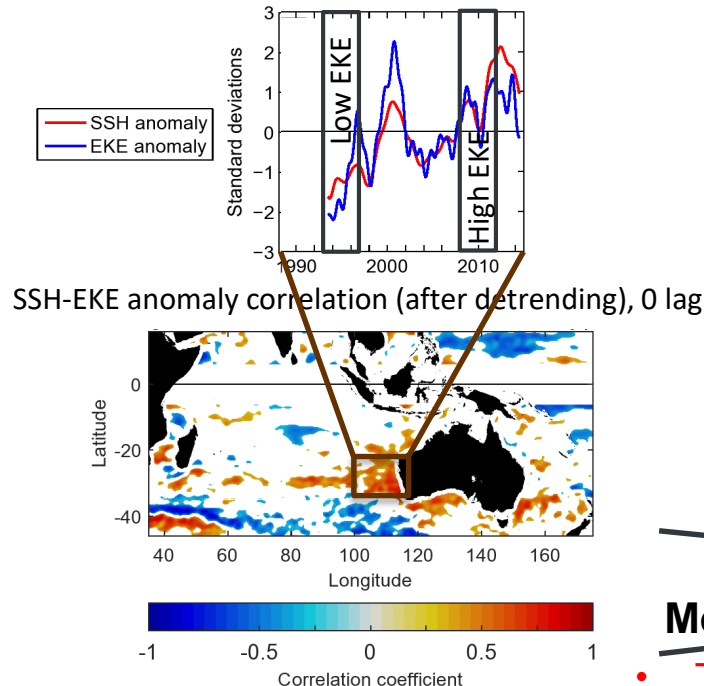 3
2
1
0
−1
−2
−3
Standard deviations
Low EKE
High EKE
SSH anomaly
EKE anomaly
1990
2000
2010
SSH-EKE anomaly correlation (after detrending), 0 lag
Latitude
0
-20
-40
40
60
80
100
120
140
160
Longitude
-1
-0.5
0
0.5
1
Correlation coefficient